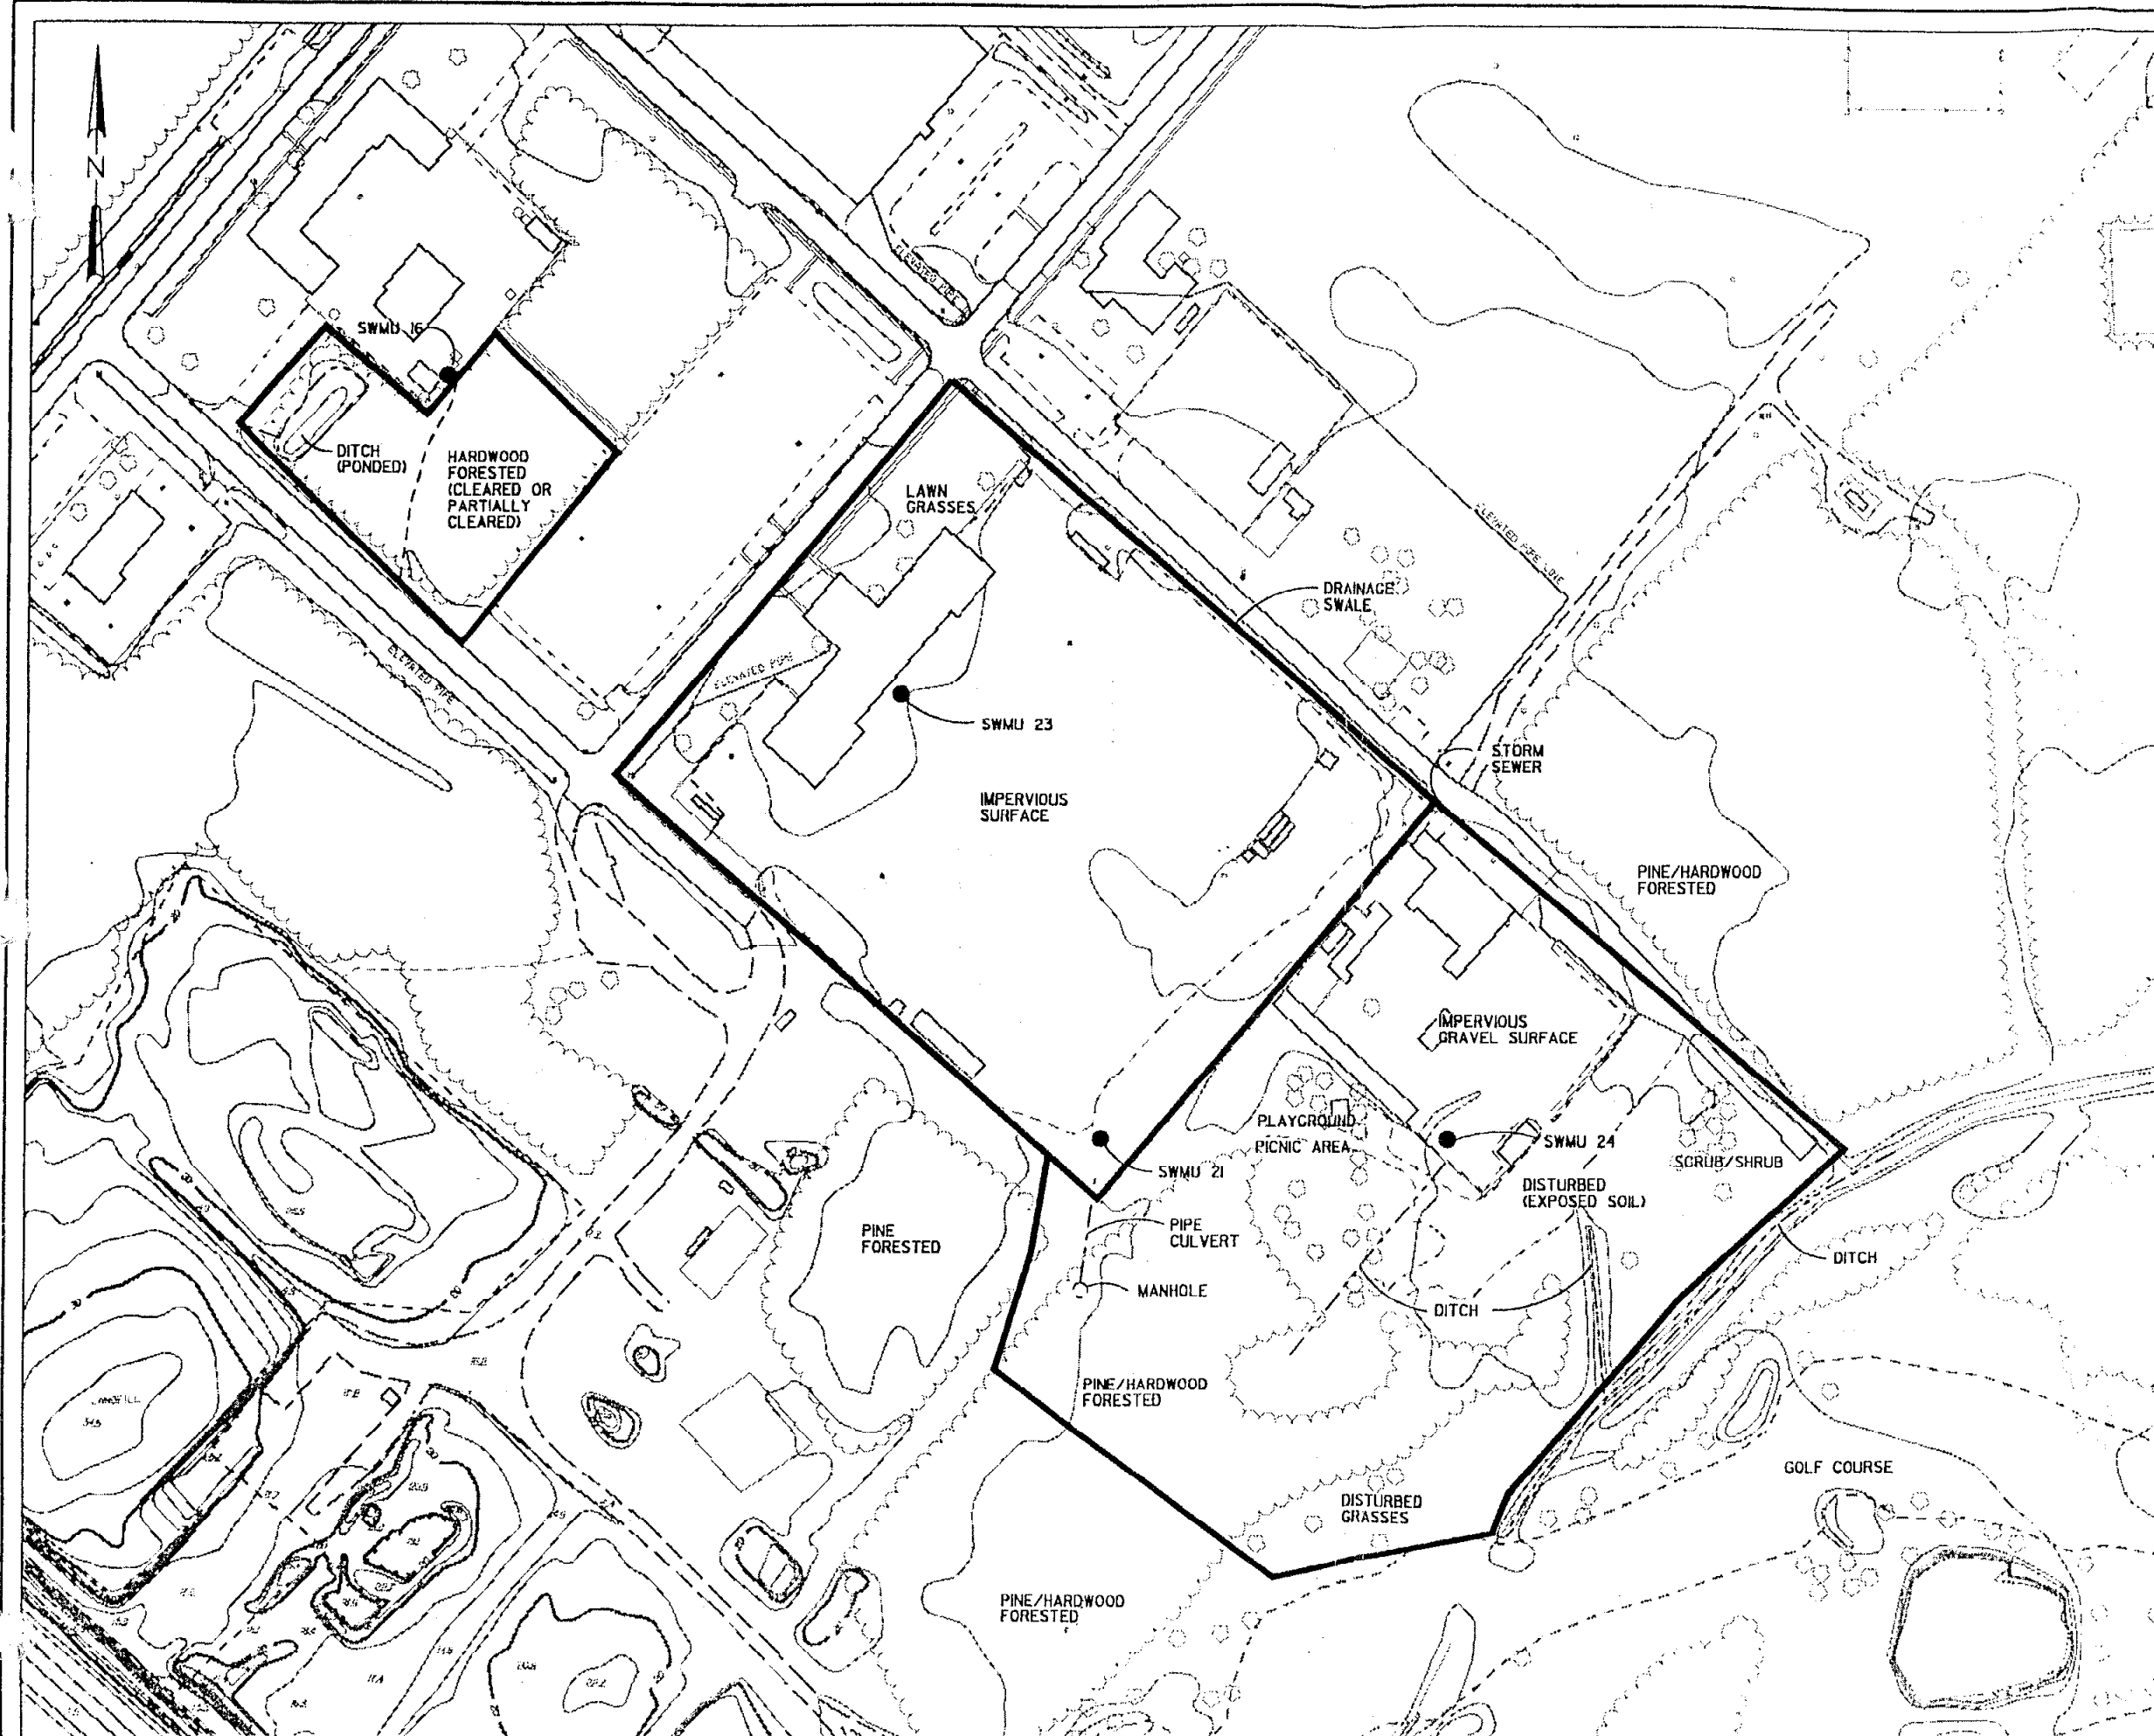 N
SWMU 16
DITCH
(PONDED)
HARDWOOD
FORESTED
(CLEARED OR
PARTIALLY
CLEARED)
LAWN
GRASSES
ELEVATED PIPE
ELEVATED PIPE LINE
DRAINAGE
SWALE
ELEVATED PIPE
ELEVATED PIPE
SWMU 23
STORM
SEWER
IMPERVIOUS
SURFACE
PINE/HARDWOOD
FORESTED
IMPERVIOUS
GRAVEL SURFACE
PLAYGROUND
PICNIC AREA
SWMU 24
SCRUB/SHRUB
SWMU 21
DISTURBED
(EXPOSED SOIL)
PIPE
CULVERT
PINE
FORESTED
DITCH
MANHOLE
DITCH
PINE/HARDWOOD
FORESTED
LANDFILL
GOLF COURSE
DISTURBED
GRASSES
PINE/HARDWOOD
FORESTED